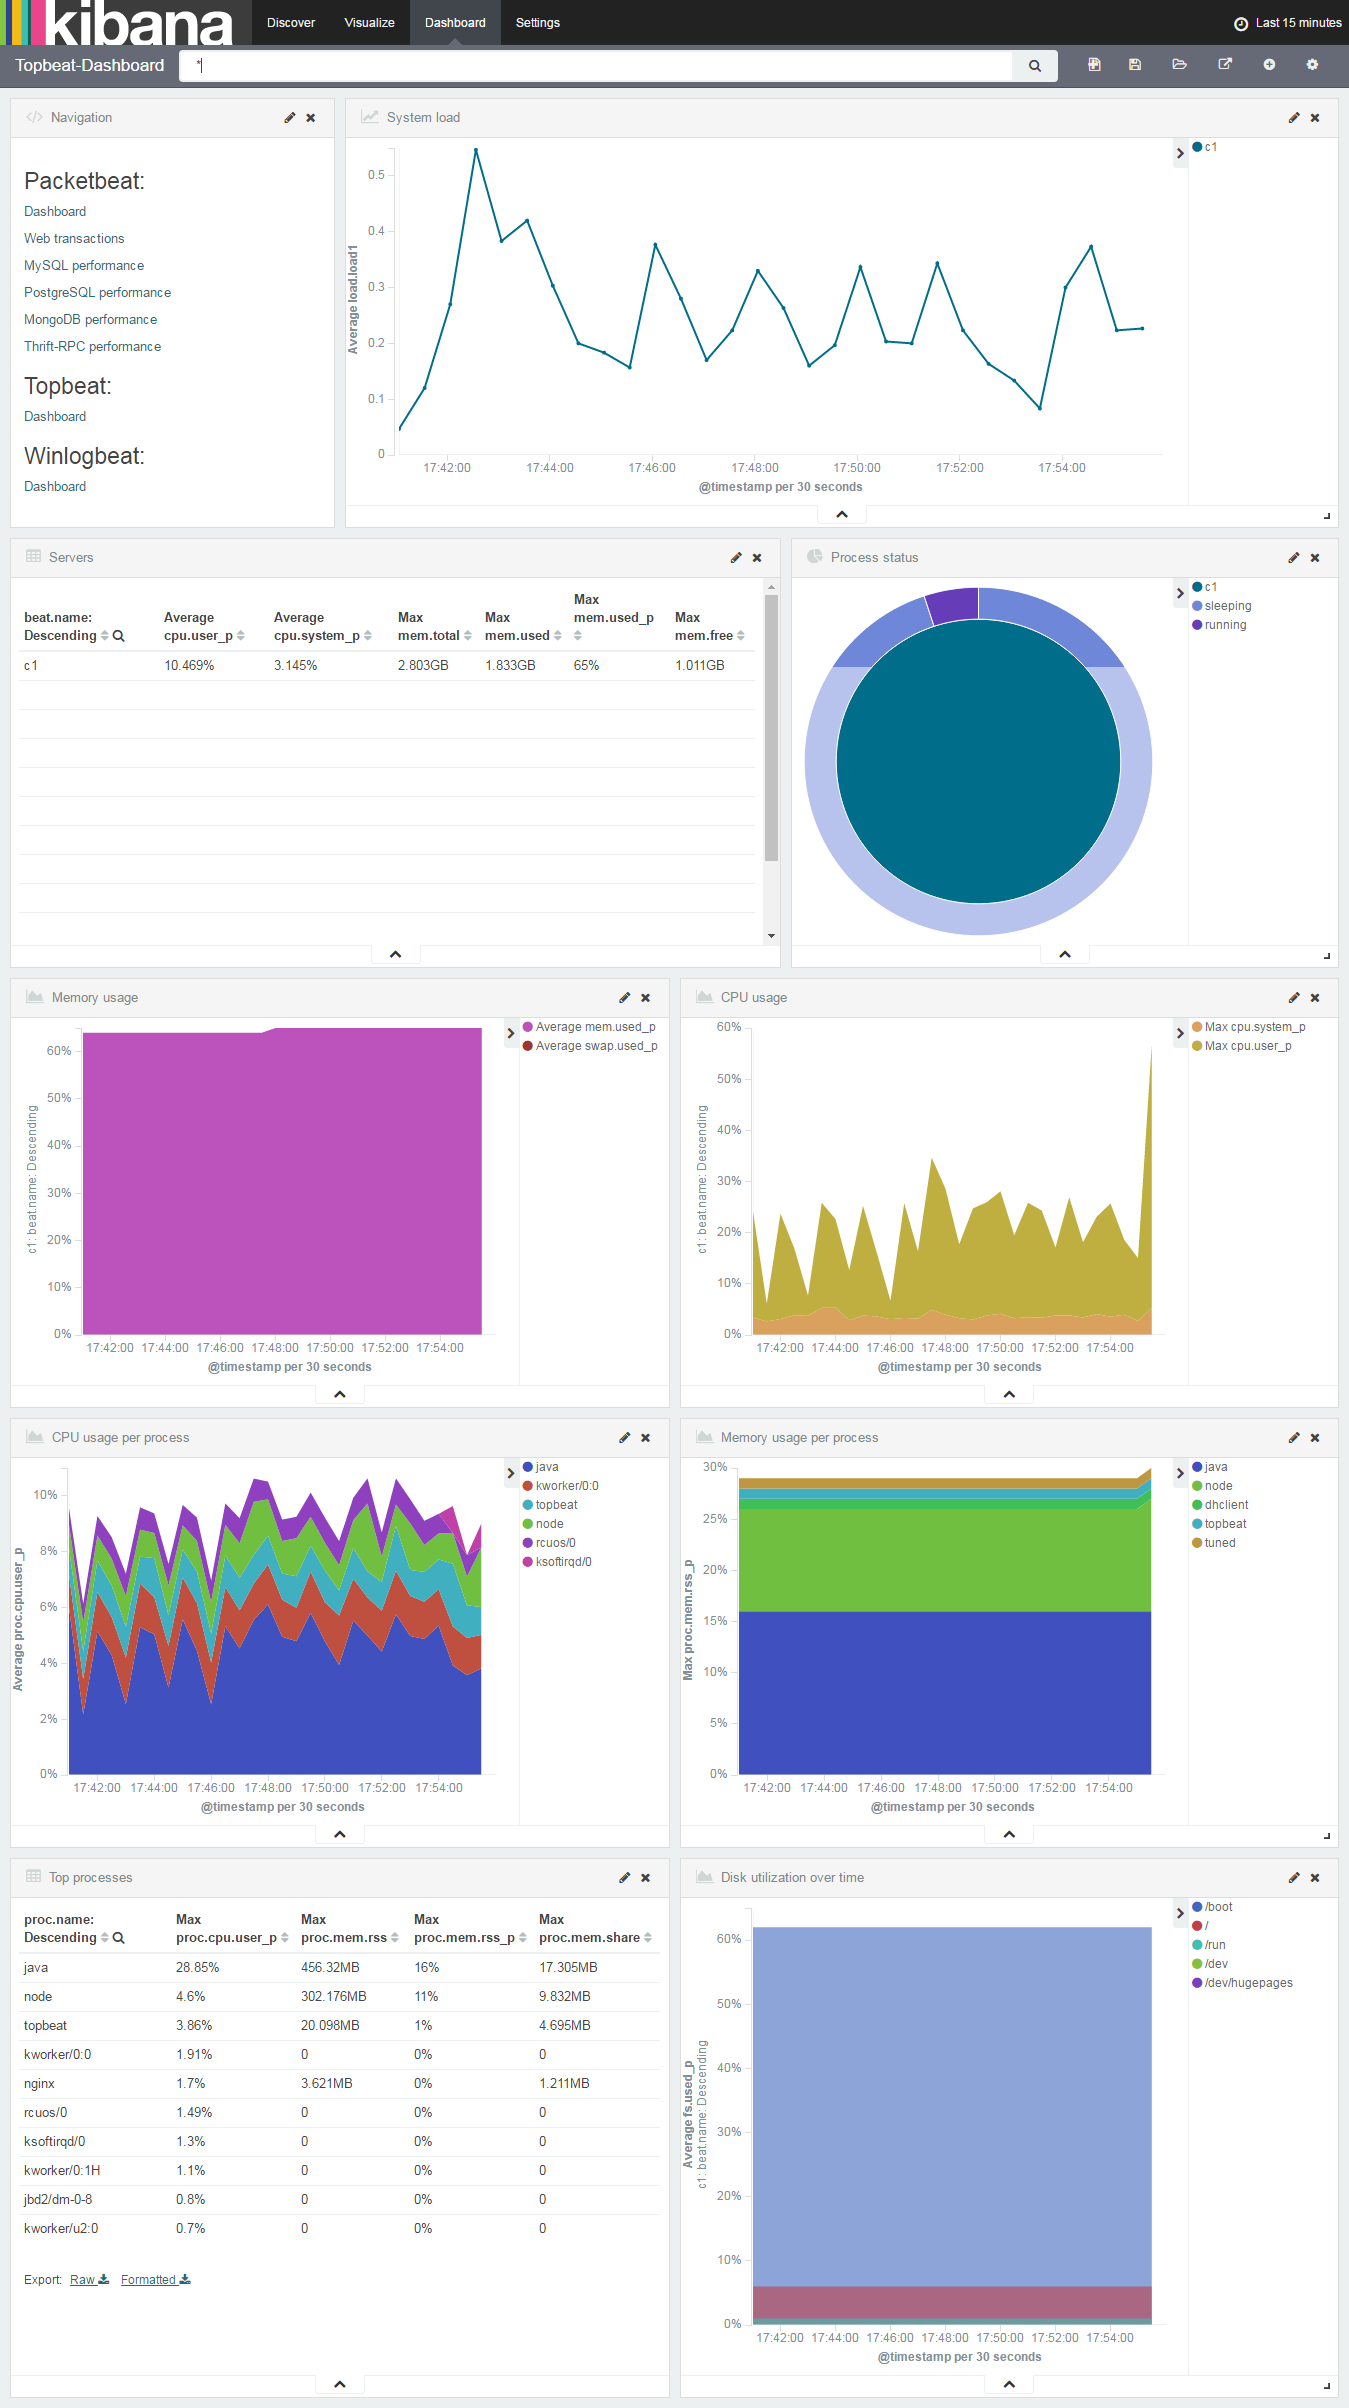 kibana
Discover
Visualize
Dashboard
Settings
Last 15 minutes
Topbeat-Dashboard
*
Navigation
Packetbeat:
Dashboard
Web transactions
MySQL performance
PostgreSQL performance
MongoDB performance
Thrift-RPC performance
Topbeat:
Dashboard
Winlogbeat:
Dashboard
System load
c1
Average load.load1
0.5
0.4
0.3
0.2
0.1
0
17:42:00 17:44:00 17:46:00 17:48:00 17:50:00 17:52:00 17:54:00
@timestamp per 30 seconds
Servers
beat.name: Descending
Average cpu.user_p
Average cpu.system_p
Max mem.total
Max mem.used
Max mem.used_p
Max mem.free
c1 10.469% 3.145% 2.803GB 1.833GB 65% 1.011GB
Process status
c1
sleeping
running
Memory usage
Average mem.used_p
Average swap.used_p
c1: beat.name: Descending
60%
50%
40%
30%
20%
10%
0%
17:42:00 17:44:00 17:46:00 17:48:00 17:50:00 17:52:00 17:54:00
@timestamp per 30 seconds
CPU usage
Max cpu.system_p
Max cpu.user_p
c1: beat.name: Descending
60%
50%
40%
30%
20%
10%
0%
17:42:00 17:44:00 17:46:00 17:48:00 17:50:00 17:52:00 17:54:00
@timestamp per 30 seconds
CPU usage per process
java
kworker/0:0
topbeat
node
rcuos/0
ksoftirqd/0
Average proc.cpu.user_p
10%
8%
6%
4%
2%
0%
17:42:00 17:44:00 17:46:00 17:48:00 17:50:00 17:52:00 17:54:00
@timestamp per 30 seconds
Memory usage per process
java
node
dhclient
topbeat
tuned
Max proc.mem.rss_p
30%
25%
20%
15%
10%
5%
0%
17:42:00 17:44:00 17:46:00 17:48:00 17:50:00 17:52:00 17:54:00
@timestamp per 30 seconds
Top processes
proc.name: Descending
Max proc.cpu.user_p
Max proc.mem.rss
Max proc.mem.rss_p
Max proc.mem.share
java 28.85% 456.32MB 16% 17.305MB
node 4.6% 302.176MB 11% 9.832MB
topbeat 3.86% 20.098MB 1% 4.695MB
kworker/0:0 1.91% 0 0% 0
nginx 1.7% 3.621MB 0% 1.211MB
rcuos/0 1.49% 0 0% 0
ksoftirqd/0 1.3% 0 0% 0
kworker/0:1H 1.1% 0 0% 0
jbd2/dm-0-8 0.8% 0 0% 0
kworker/u2:0 0.7% 0 0% 0
Export: Raw Formatted
Disk utilization over time
/boot
/
/run
/dev
/dev/hugepages
Average fs.used_p
c1: beat.name: Descending
60%
50%
40%
30%
20%
10%
0%
17:42:00 17:44:00 17:46:00 17:48:00 17:50:00 17:52:00 17:54:00
@timestamp per 30 seconds